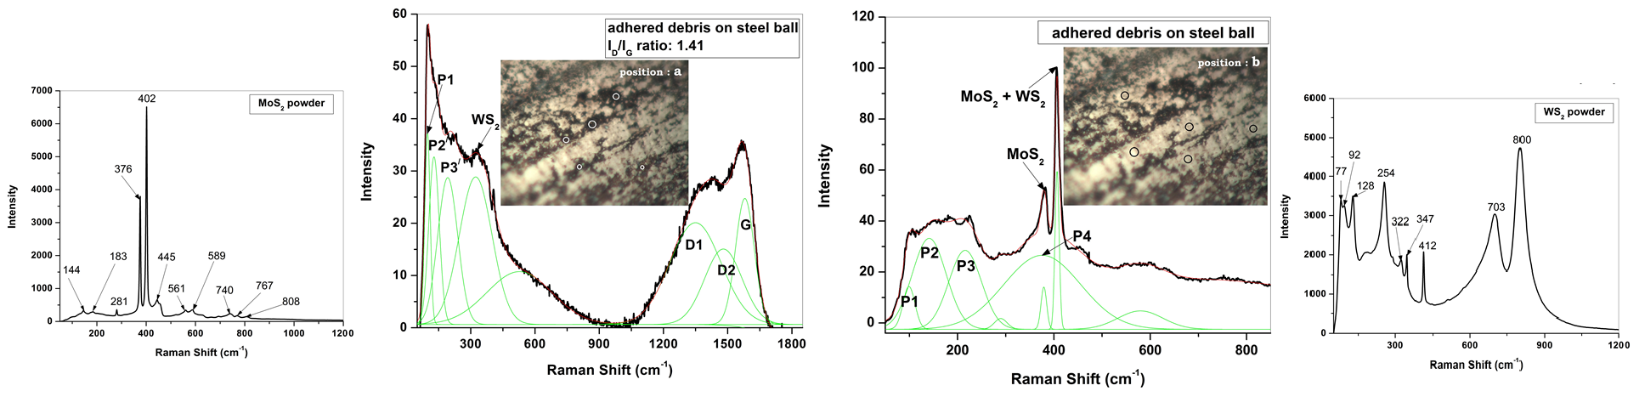 7000
6000
5000
4000
3000
2000
1000
0
Intensity
MoS2 powder
402
376
144
183
281
445
561
589
740
767
808
200 400 600 800 1000 1200
Raman Shift (cm-1)
60
50
40
30
20
10
0
Intensity
adhered debris on steel ball
ID/IG ratio: 1.41
position : a
P1
P2/
P3/
WS2
D1
D2
G
300 600 900 1200 1500 1800
Raman Shift (cm-1)
120
100
80
60
40
20
0
Intensity
adhered debris on steel ball
position : b
MoS2 + WS2
MoS2
P1
P2
P3
P4
200 400 600 800
Raman Shift (cm-1)
6000
5000
4000
3000
2000
1000
0
Intensity
WS2 powder
77
92
128
254
322
347
412
703
800
300 600 900 1200
Raman Shift (cm-1)